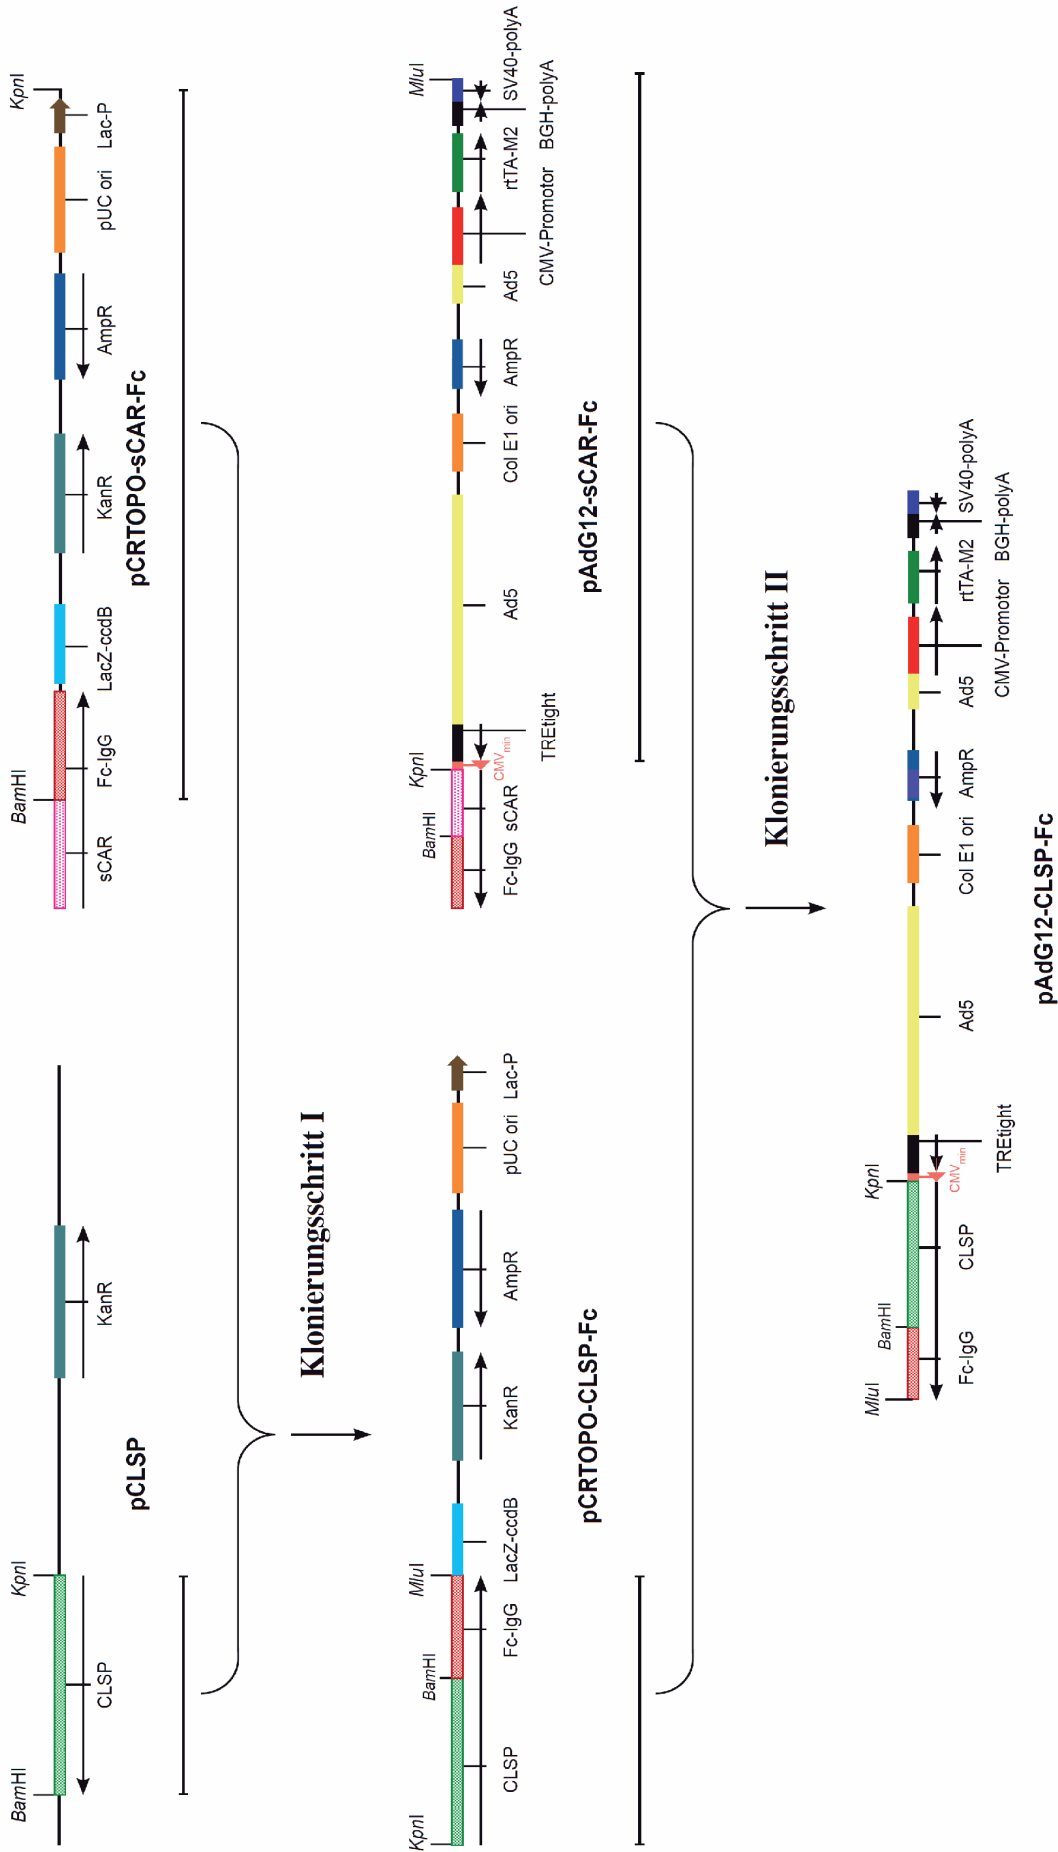 BamHI KpnI BamHI KpnI
CLSP KanR sCAR Fc-IgG LacZ-ccdB KanR AmpR pUC ori Lac-P
pCLSP pCRTOPO-sCAR-Fc
Klonierungsschritt I
KpnI BamHI MluI BamHI KpnI MluI
CLSP Fc-IgG LacZ-ccdB KanR AmpR pUC ori Lac-P
Fc-IgG sCAR CMVmin TREtight Ad5 Col E1 ori AmpR Ad5 CMV-Promotor rtTA-M2 BGH-polyA SV40-polyA
pCRTOPO-CLSP-Fc pAdG12-sCAR-Fc
Klonierungsschritt II
MluI BamHI KpnI
Fc-IgG CLSP CMVmin TREtight Ad5 Col E1 ori AmpR Ad5 CMV-Promotor rtTA-M2 BGH-polyA SV40-polyA
pAdG12-CLSP-Fc